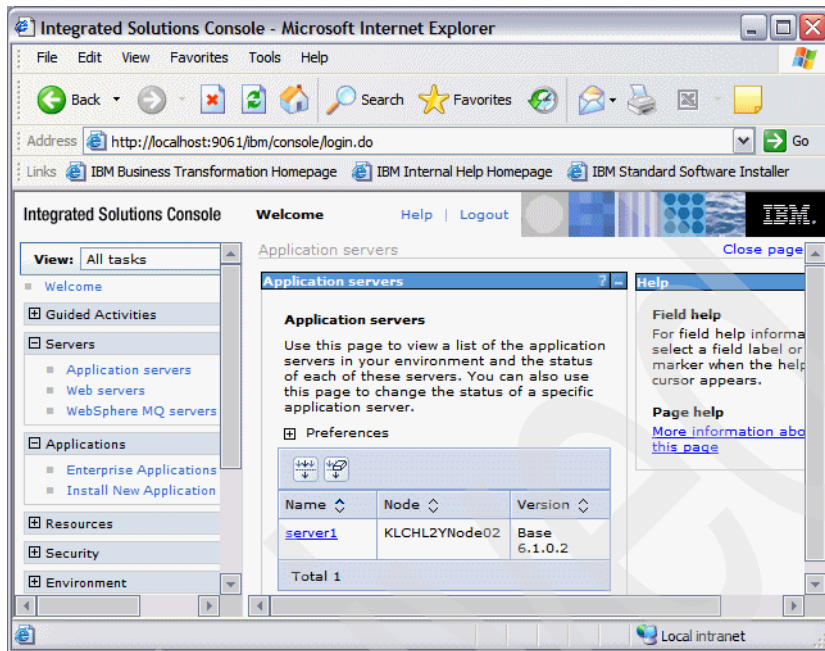 Integrated Solutions Console - Microsoft Internet Explorer
File Edit View Favorites Tools Help
Back Search Favorites
Address http://localhost:9061/ibm/console/login.do Go
Links IBM Business Transformation Homepage IBM Internal Help Homepage IBM Standard Software Installer
Integrated Solutions Console Welcome Help | Logout IBM.
View: All tasks
Welcome
Guided Activities
Servers
Application servers
Web servers
WebSphere MQ servers
Applications
Enterprise Applications
Install New Application
Resources
Security
Environment
Application servers Close page
Application servers ? -
Application servers
Use this page to view a list of the application
servers in your environment and the status
of each of these servers. You can also use
this page to change the status of a specific
application server.
Preferences
Name Node Version
server1 KLCHL2YNode02 Base
6.1.0.2
Total 1
Help
Field help
For field help informa
select a field label or
marker when the help
cursor appears.
Page help
More information abo
this page
Local intranet